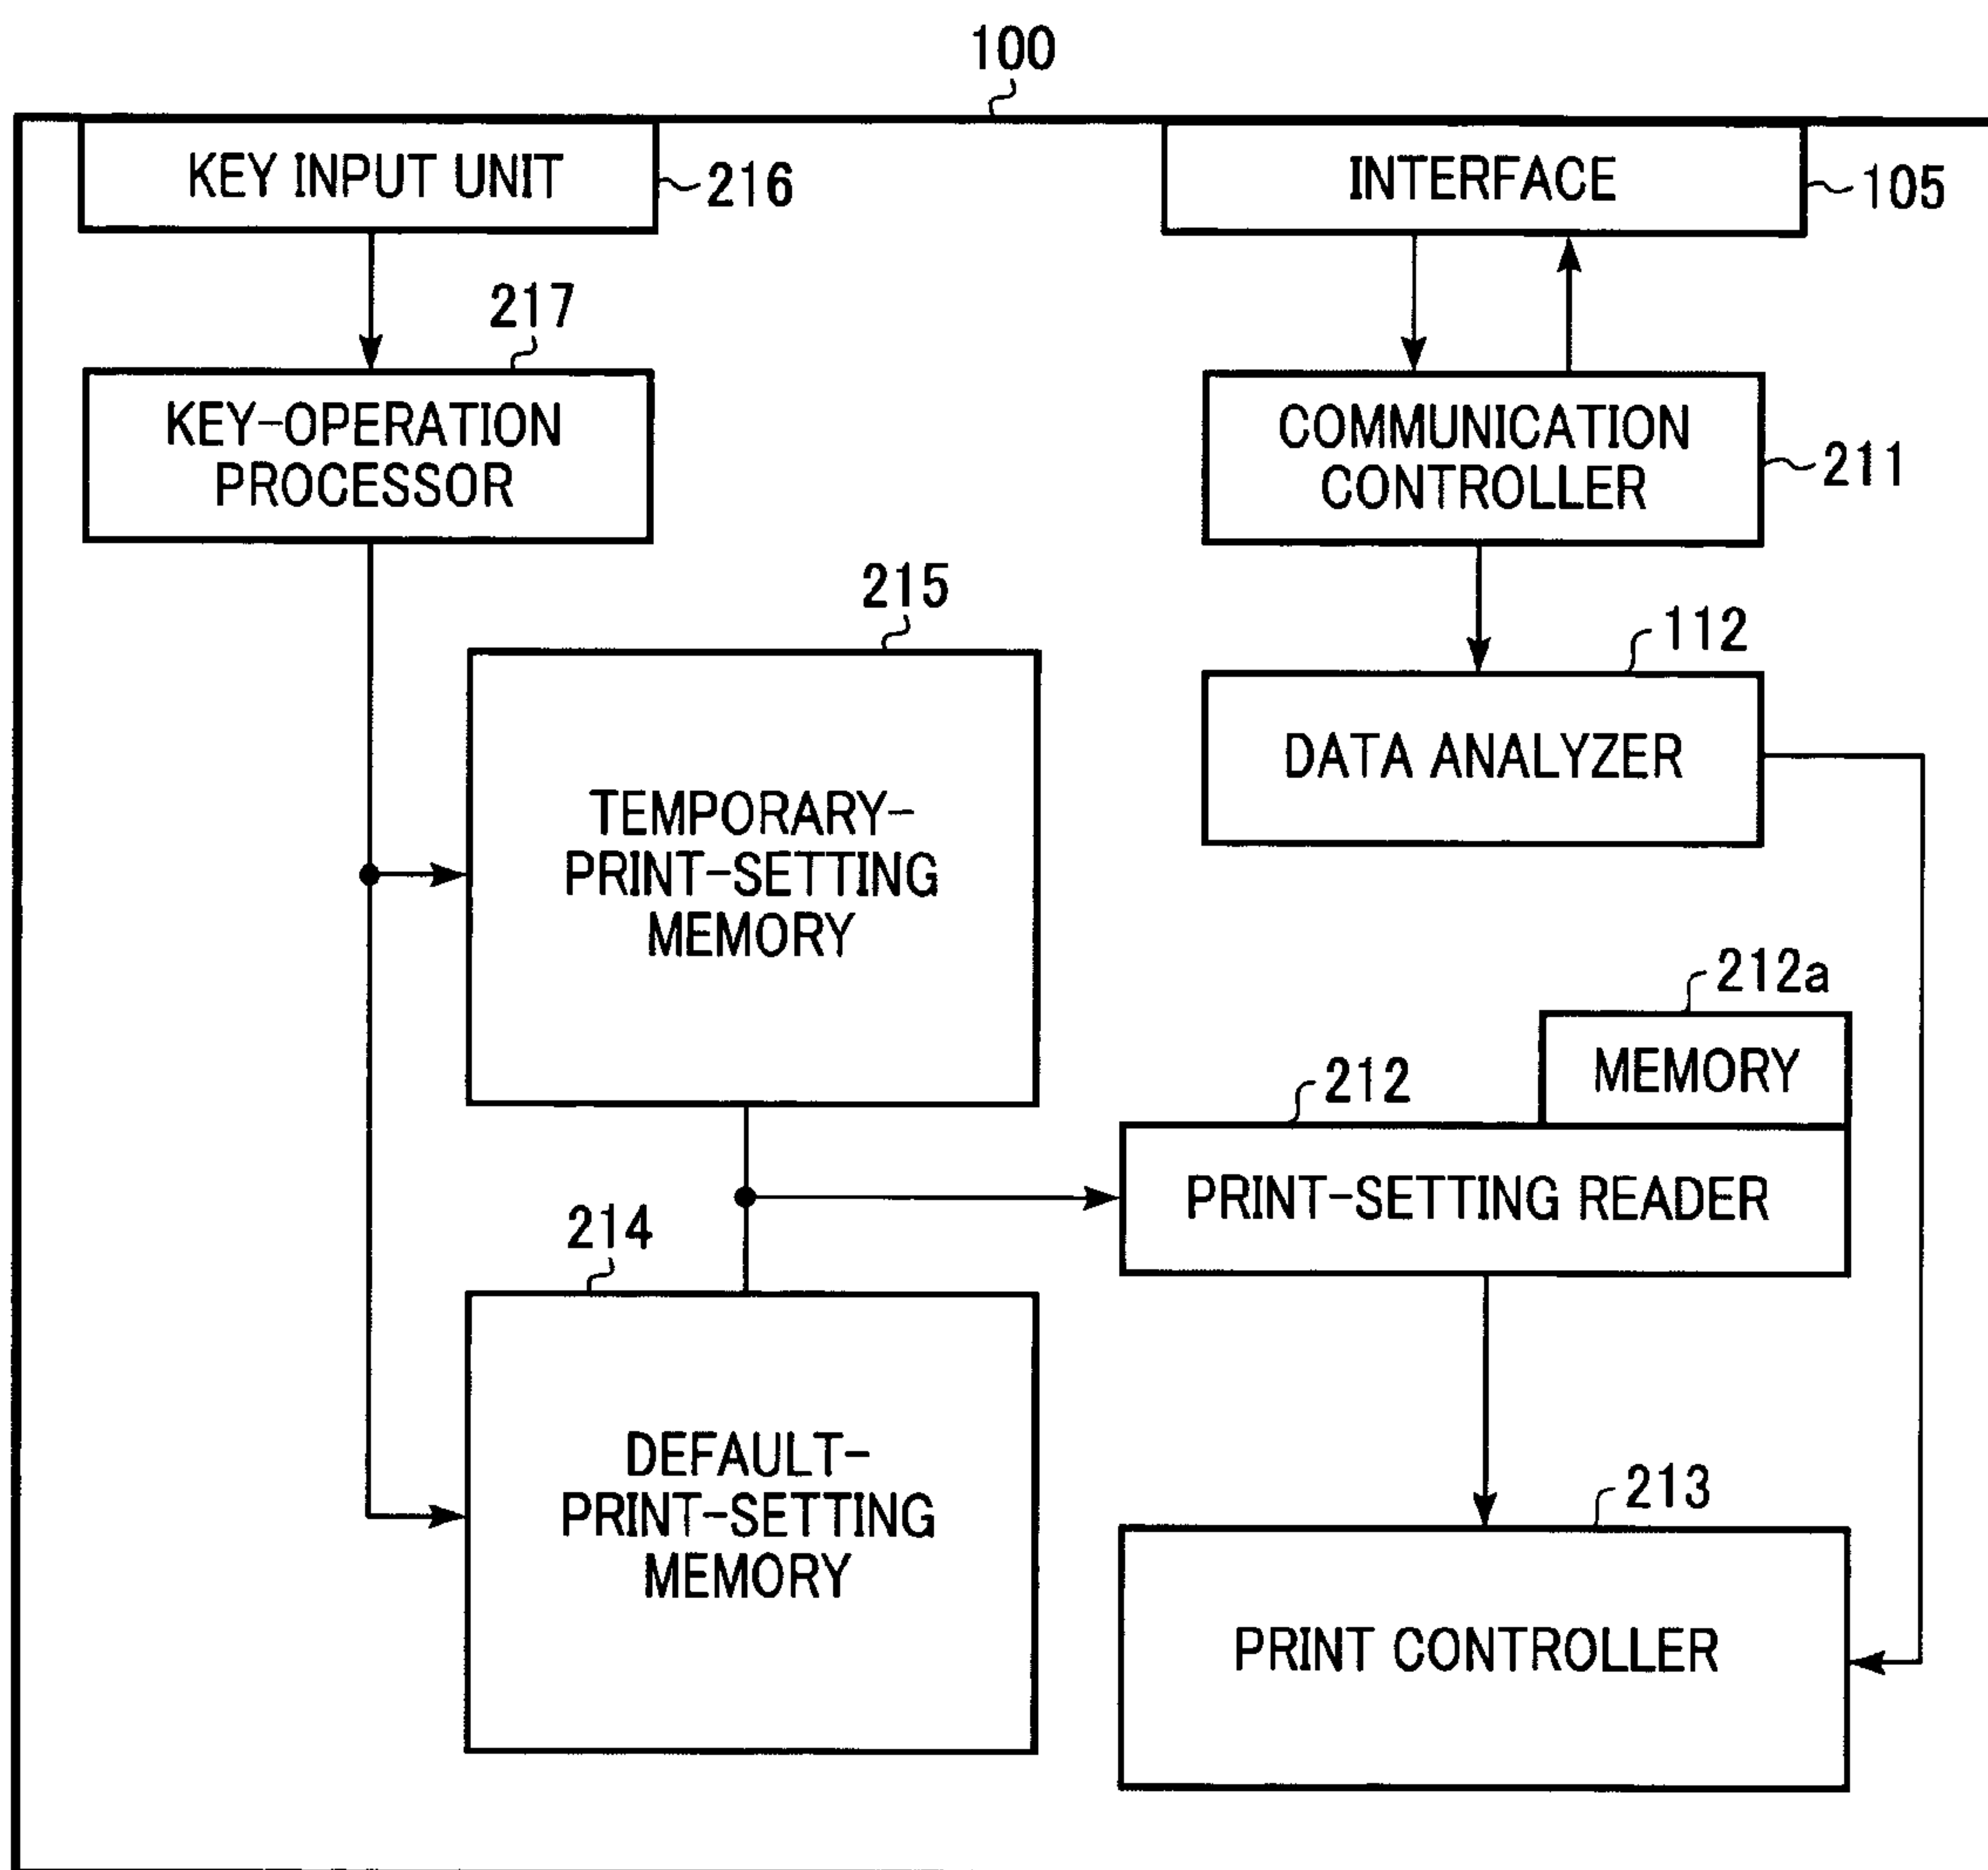 100
KEY INPUT UNIT
216
INTERFACE
105
217
KEY-OPERATION
PROCESSOR
COMMUNICATION
CONTROLLER
211
215
TEMPORARY-
PRINT-SETTING
MEMORY
112
DATA ANALYZER
212a
MEMORY
212
PRINT-SETTING READER
214
DEFAULT-
PRINT-SETTING
MEMORY
213
PRINT CONTROLLER